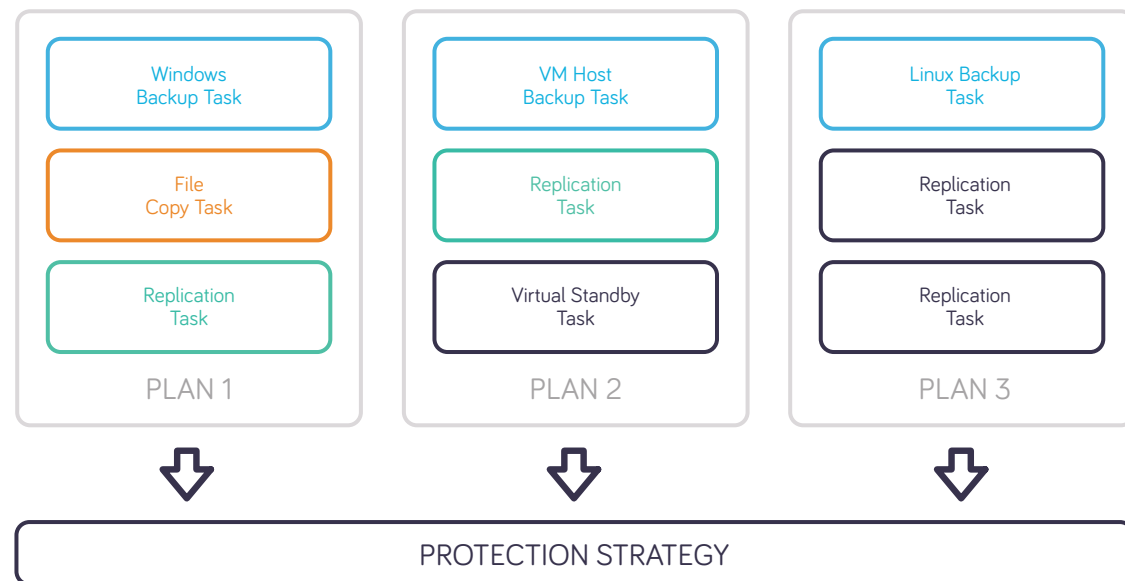 Windows
Backup Task
File
Copy Task
Replication
Task
PLAN 1
VM Host
Backup Task
Replication
Task
Virtual Standby
Task
PLAN 2
Linux Backup
Task
Replication
Task
Replication
Task
PLAN 3
PROTECTION STRATEGY